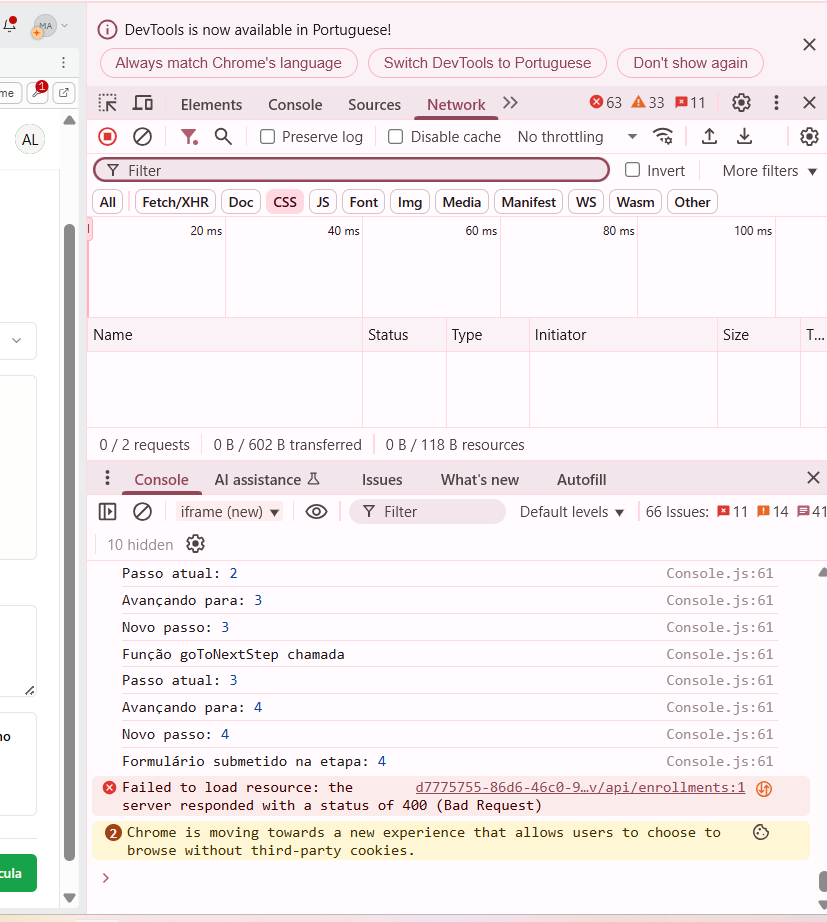 MA
DevTools is now available in Portuguese!
Always match Chrome's language
Switch DevTools to Portuguese
Don't show again
me
1
Elements
Console
Sources
Network
63
33
11
AL
Preserve log
Disable cache
No throttling
Filter
Invert
More filters
All
Fetch/XHR
Doc
CSS
JS
Font
Img
Media
Manifest
WS
Wasm
Other
20 ms
40 ms
60 ms
80 ms
100 ms
Name
Status
Type
Initiator
Size
T...
0 / 2 requests
0 B / 602 B transferred
0 B / 118 B resources
Console
AI assistance
Issues
What's new
Autofill
iframe (new)
Filter
Default levels
66 Issues:
11
14
41
10 hidden
Passo atual: 2 Console.js:61
Avançando para: 3 Console.js:61
Novo passo: 3 Console.js:61
Função goToNextStep chamada Console.js:61
Passo atual: 3 Console.js:61
Avançando para: 4 Console.js:61
Novo passo: 4 Console.js:61
Formulário submetido na etapa: 4 Console.js:61
Failed to load resource: the d7775755-86d6-46c0-9…v/api/enrollments:1
server responded with a status of 400 (Bad Request)
2 Chrome is moving towards a new experience that allows users to choose to
browse without third-party cookies.
no
cula